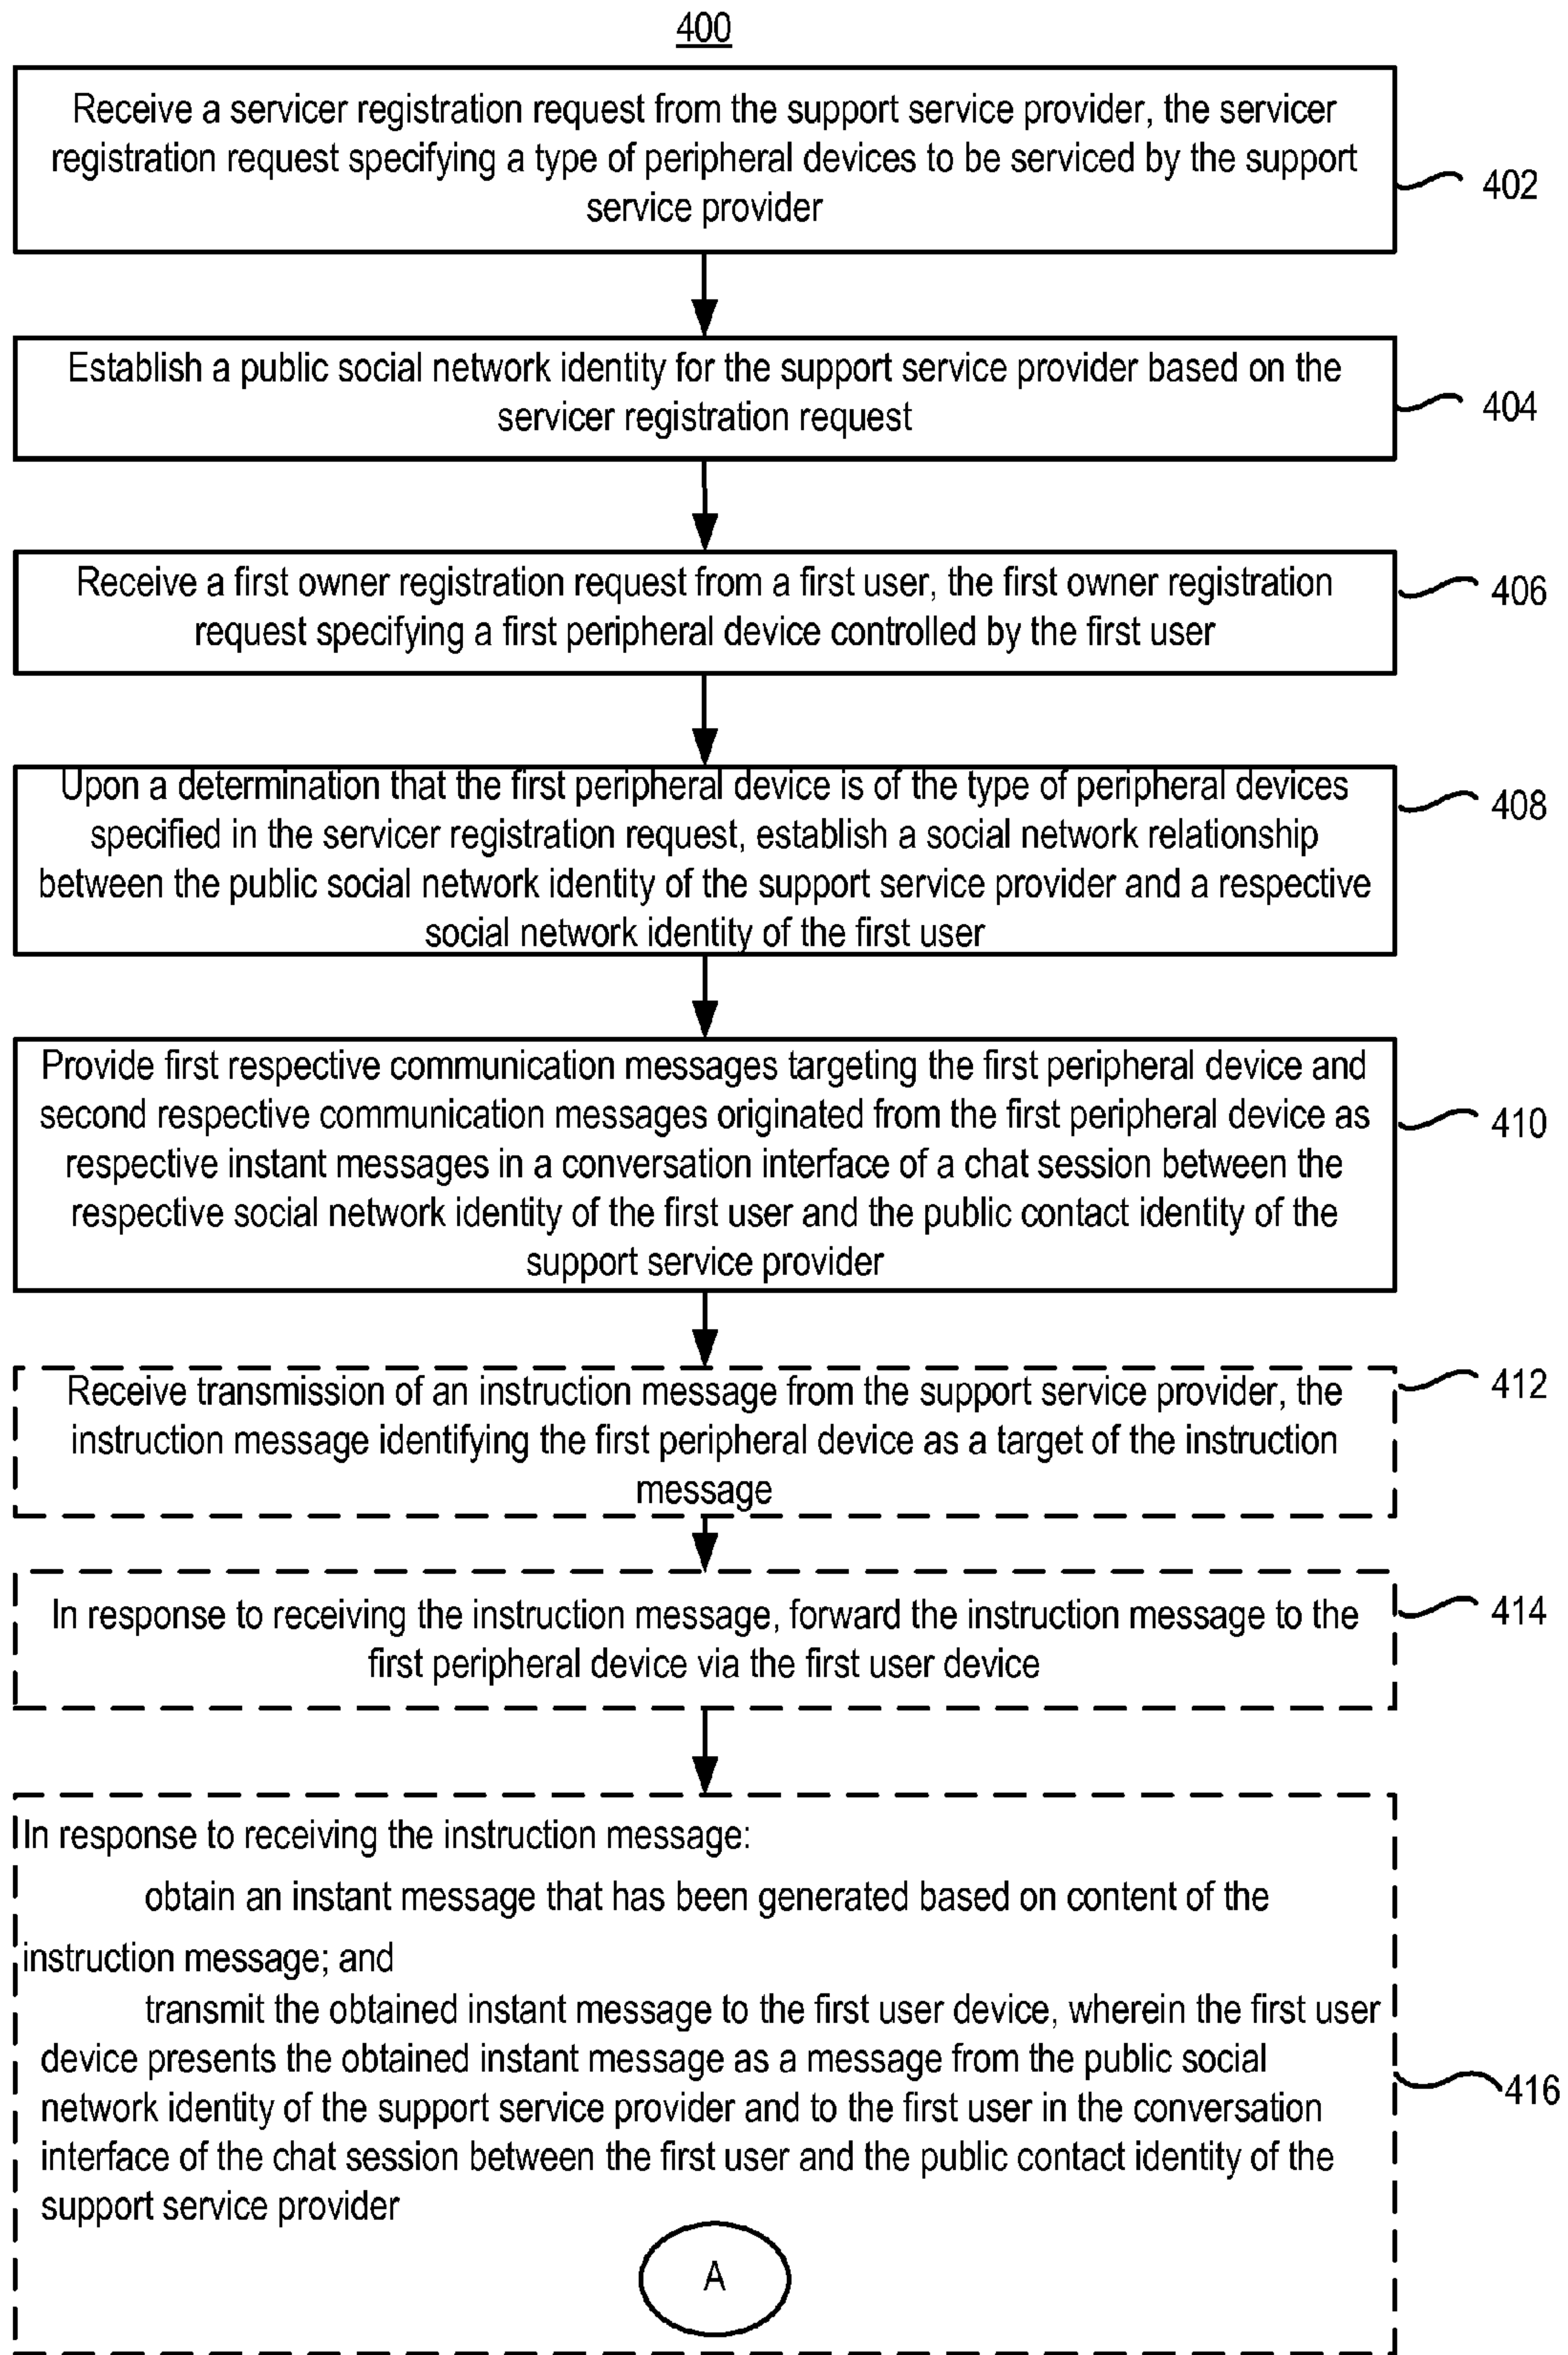 400
Receive a servicer registration request from the support service provider, the servicer
registration request specifying a type of peripheral devices to be serviced by the support
service provider
402
Establish a public social network identity for the support service provider based on the
servicer registration request
404
Receive a first owner registration request from a first user, the first owner registration
request specifying a first peripheral device controlled by the first user
406
Upon a determination that the first peripheral device is of the type of peripheral devices
specified in the servicer registration request, establish a social network relationship
between the public social network identity of the support service provider and a respective
social network identity of the first user
408
Provide first respective communication messages targeting the first peripheral device and
second respective communication messages originated from the first peripheral device as
respective instant messages in a conversation interface of a chat session between the
respective social network identity of the first user and the public contact identity of the
support service provider
410
Receive transmission of an instruction message from the support service provider, the
instruction message identifying the first peripheral device as a target of the instruction
message
412
In response to receiving the instruction message, forward the instruction message to the
first peripheral device via the first user device
414
In response to receiving the instruction message:
obtain an instant message that has been generated based on content of the
instruction message; and
transmit the obtained instant message to the first user device, wherein the first user
device presents the obtained instant message as a message from the public social
network identity of the support service provider and to the first user in the conversation
interface of the chat session between the first user and the public contact identity of the
support service provider
416
A